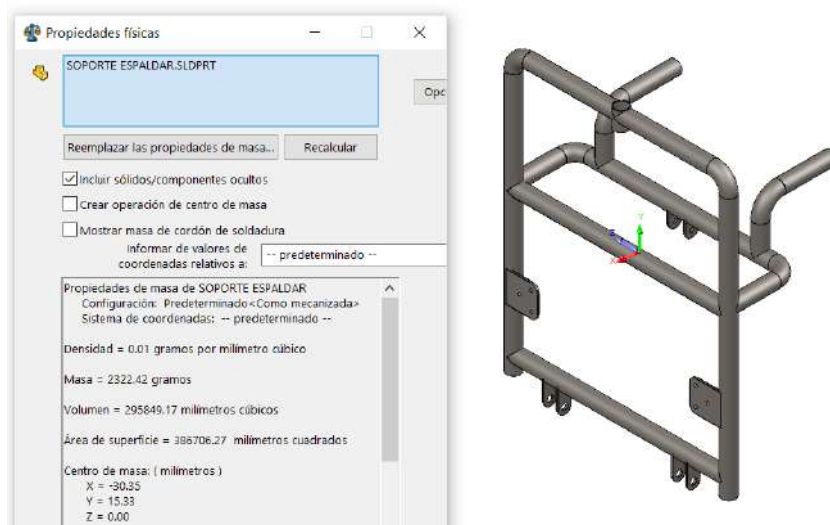 Propiedades físicas
SOPORTE ESPALDAR.SLDPRT
Opc
Reemplazar las propiedades de masa...
Recalcular
Incluir sólidos/componentes ocultos
Crear operación de centro de masa
Mostrar masa de cordón de soldadura
Informar de valores de
coordenadas relativos a:
-- predeterminado --
Propiedades de masa de SOPORTE ESPALDAR
Configuración: Predeterminado<Como mecanizada>
Sistema de coordenadas: -- predeterminado --
Densidad = 0.01 gramos por milímetro cúbico
Masa = 2322.42 gramos
Volumen = 295849.17 milímetros cúbicos
Área de superficie = 386706.27 milímetros cuadrados
Centro de masa: ( milímetros )
X = -30.35
Y = 15.33
Z = 0.00
Y
Z
X